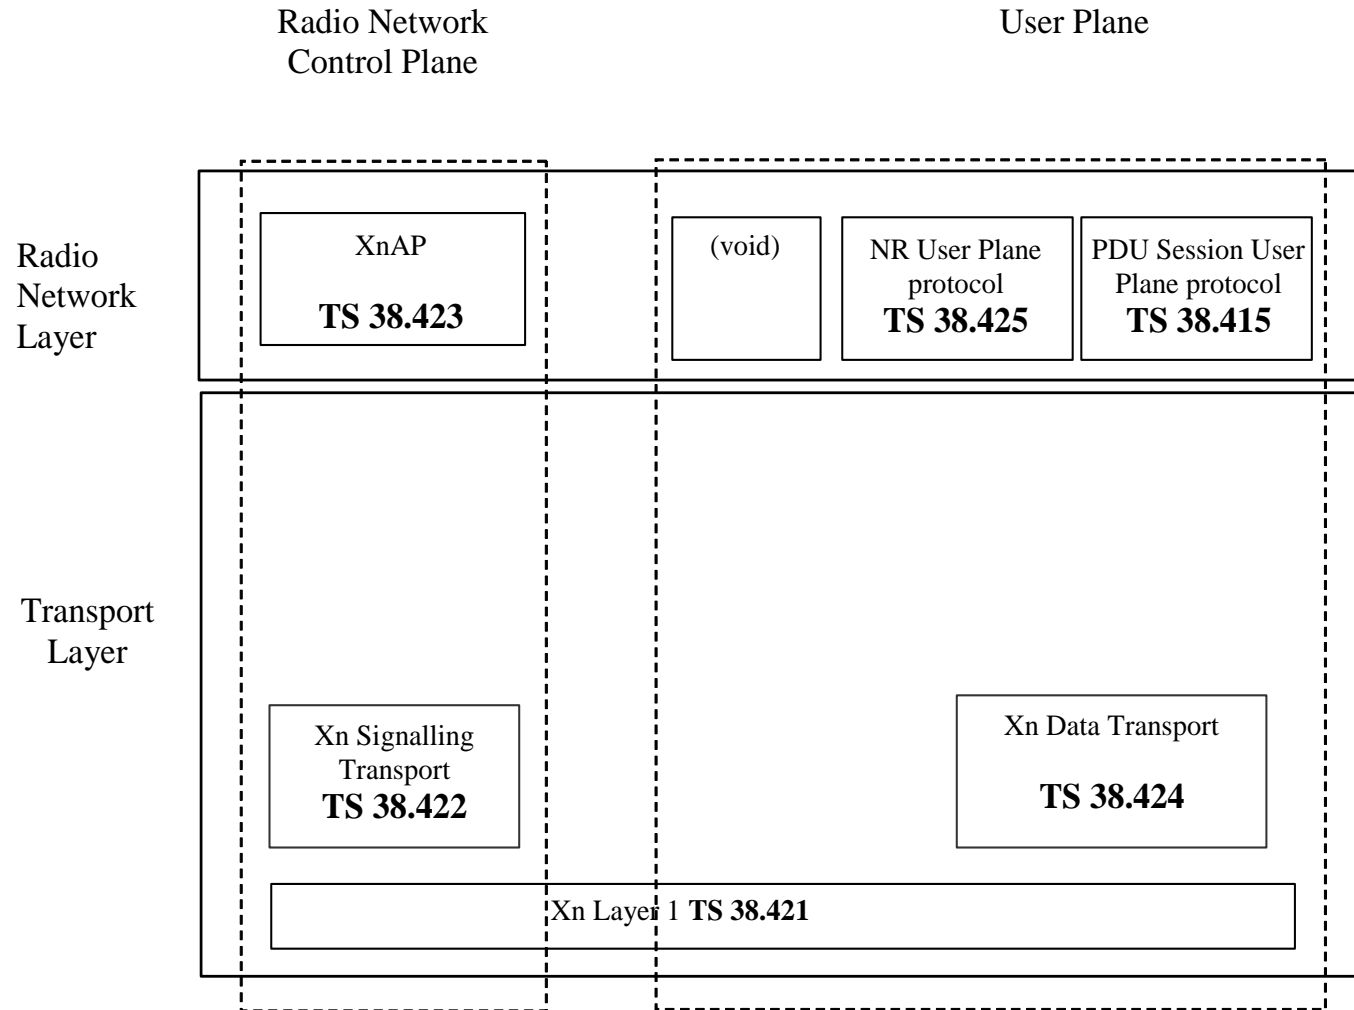 Radio Network
Control Plane
User Plane
Radio
Network
Layer
XnAP
TS 38.423
(void)
NR User Plane
protocol
TS 38.425
PDU Session User
Plane protocol
TS 38.415
Transport
Layer
Xn Signalling
Transport
TS 38.422
Xn Data Transport
TS 38.424
Xn Layer 1 TS 38.421